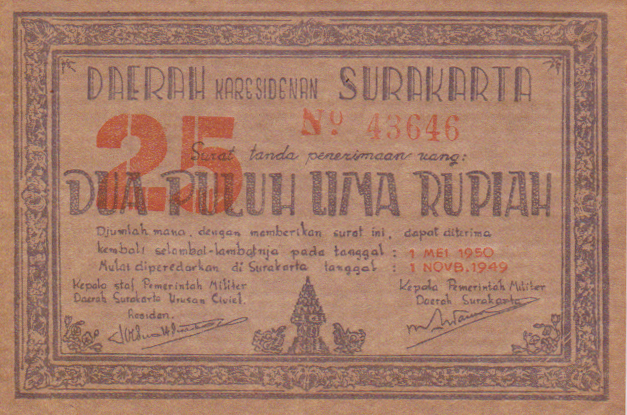 DAERAH KARESIDENAN SURAKARTA
No 43646
25
Surat tanda penerimaan uang:
DUA PULUH LIMA RUPIAH
Djumlah mana, dengan memberikan surat ini, dapat diterima
kembali selambat-lambatnja pada tanggal : 1 MEI 1950
Mulai diperedarkan di Surakarta tanggal : 1 NOVB. 1949
Kepala staf Pemerintah Militer
Daerah Surakarta Urusan Civiel.
Residen.
Kepala Pemerintah Militer
Daerah Surakarta